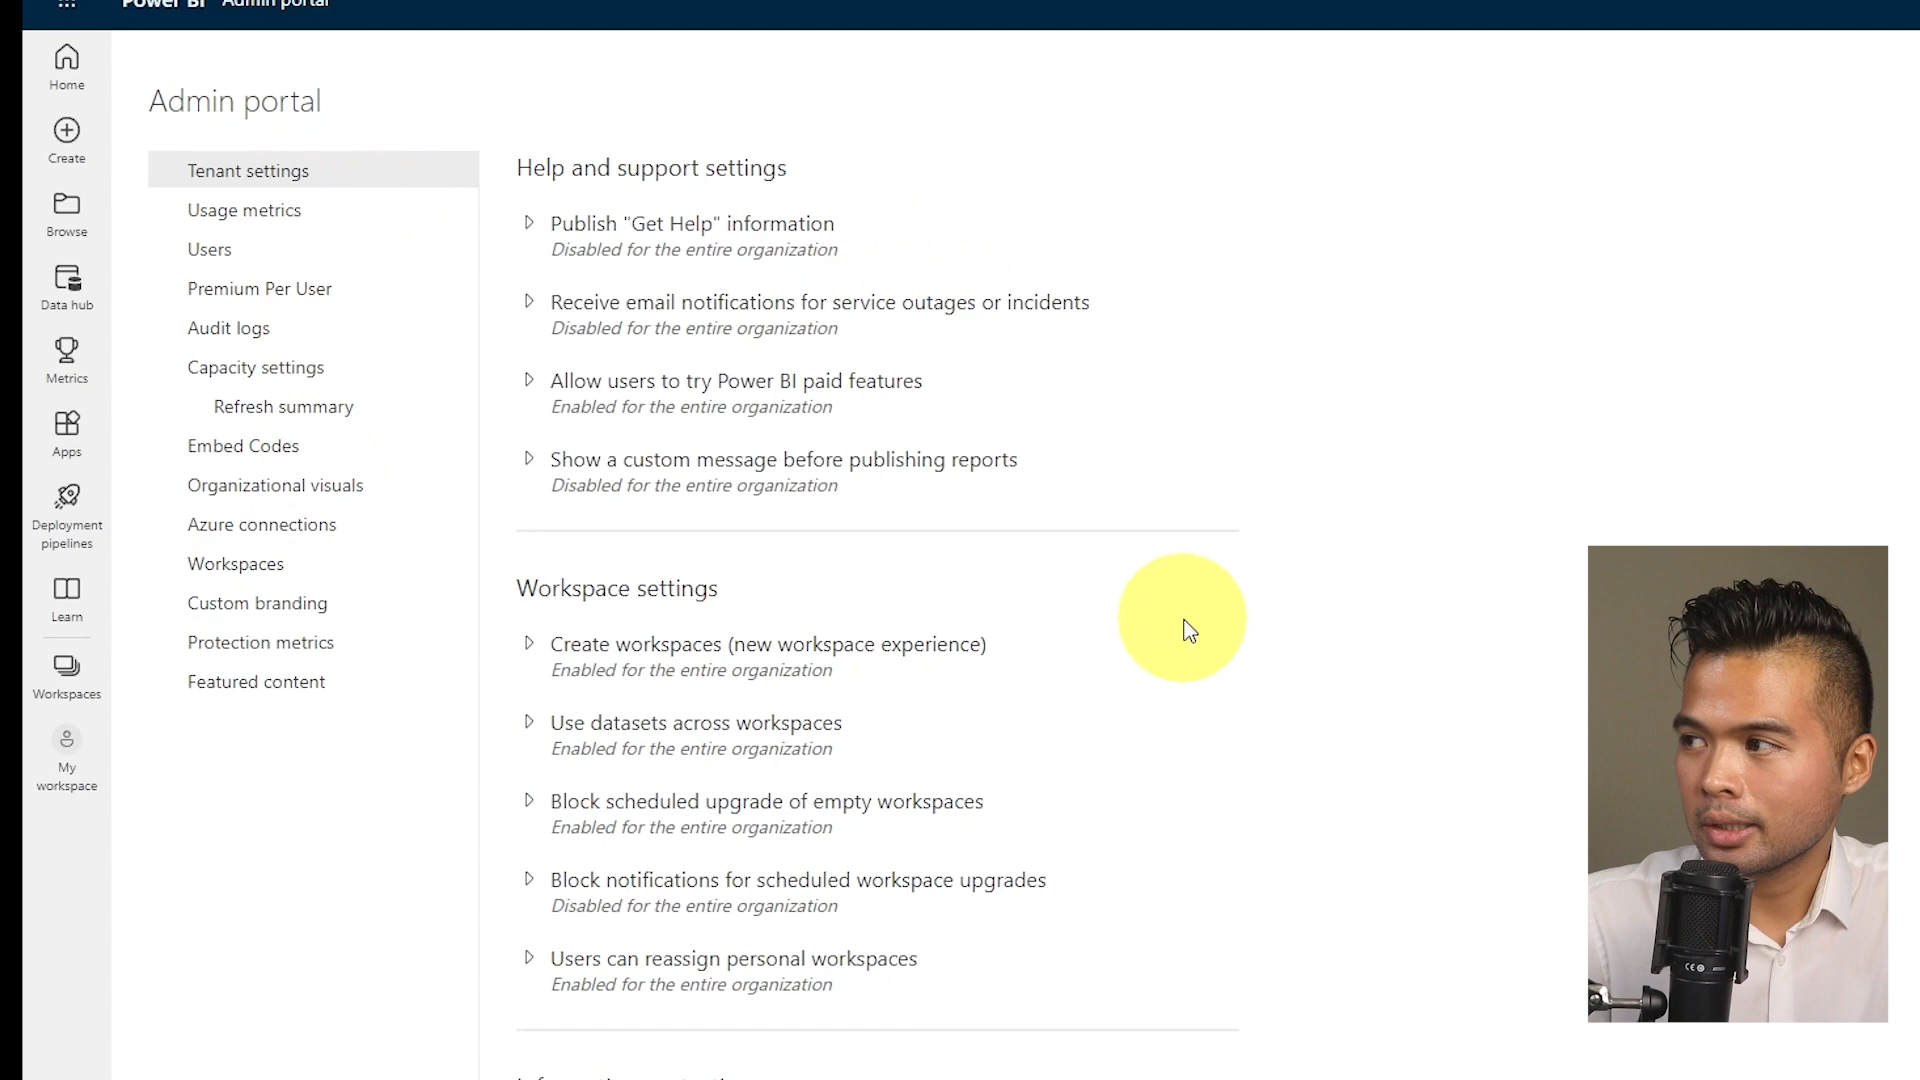 Power BI Admin portal
Home
Create
Browse
Data hub
Metrics
Apps
Deployment
pipelines
Learn
Workspaces
My
workspace
Admin portal
Tenant settings
Usage metrics
Users
Premium Per User
Audit logs
Capacity settings
Refresh summary
Embed Codes
Organizational visuals
Azure connections
Workspaces
Custom branding
Protection metrics
Featured content
Help and support settings
Publish "Get Help" information
Disabled for the entire organization
Receive email notifications for service outages or incidents
Disabled for the entire organization
Allow users to try Power BI paid features
Enabled for the entire organization
Show a custom message before publishing reports
Disabled for the entire organization
Workspace settings
Create workspaces (new workspace experience)
Enabled for the entire organization
Use datasets across workspaces
Enabled for the entire organization
Block scheduled upgrade of empty workspaces
Enabled for the entire organization
Block notifications for scheduled workspace upgrades
Disabled for the entire organization
Users can reassign personal workspaces
Enabled for the entire organization
CE